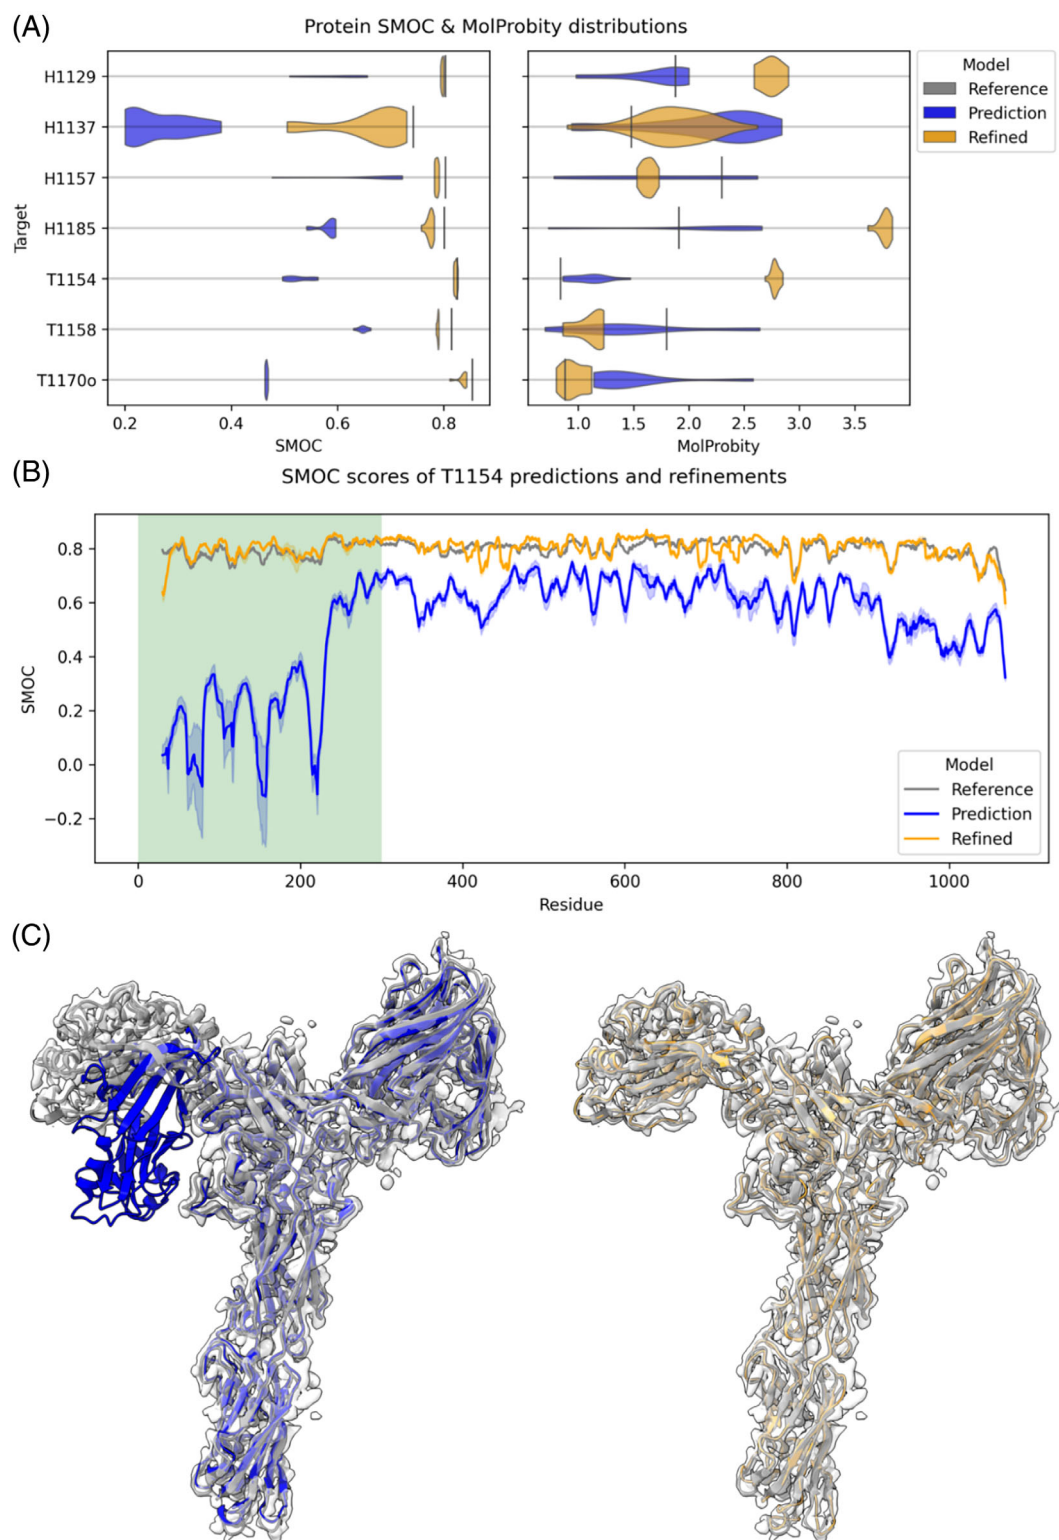 (A)
Protein SMOC & MolProbity distributions
Model
Reference
Prediction
Refined
Target
H1129
H1137
H1157
H1185
T1154
T1158
T1170o
0.2 0.4 0.6 0.8
SMOC
1.0 1.5 2.0 2.5 3.0 3.5
MolProbity
(B)
SMOC scores of T1154 predictions and refinements
SMOC
0.8
0.6
0.4
0.2
0.0
−0.2
Model
Reference
Prediction
Refined
0 200 400 600 800 1000
Residue
(C)